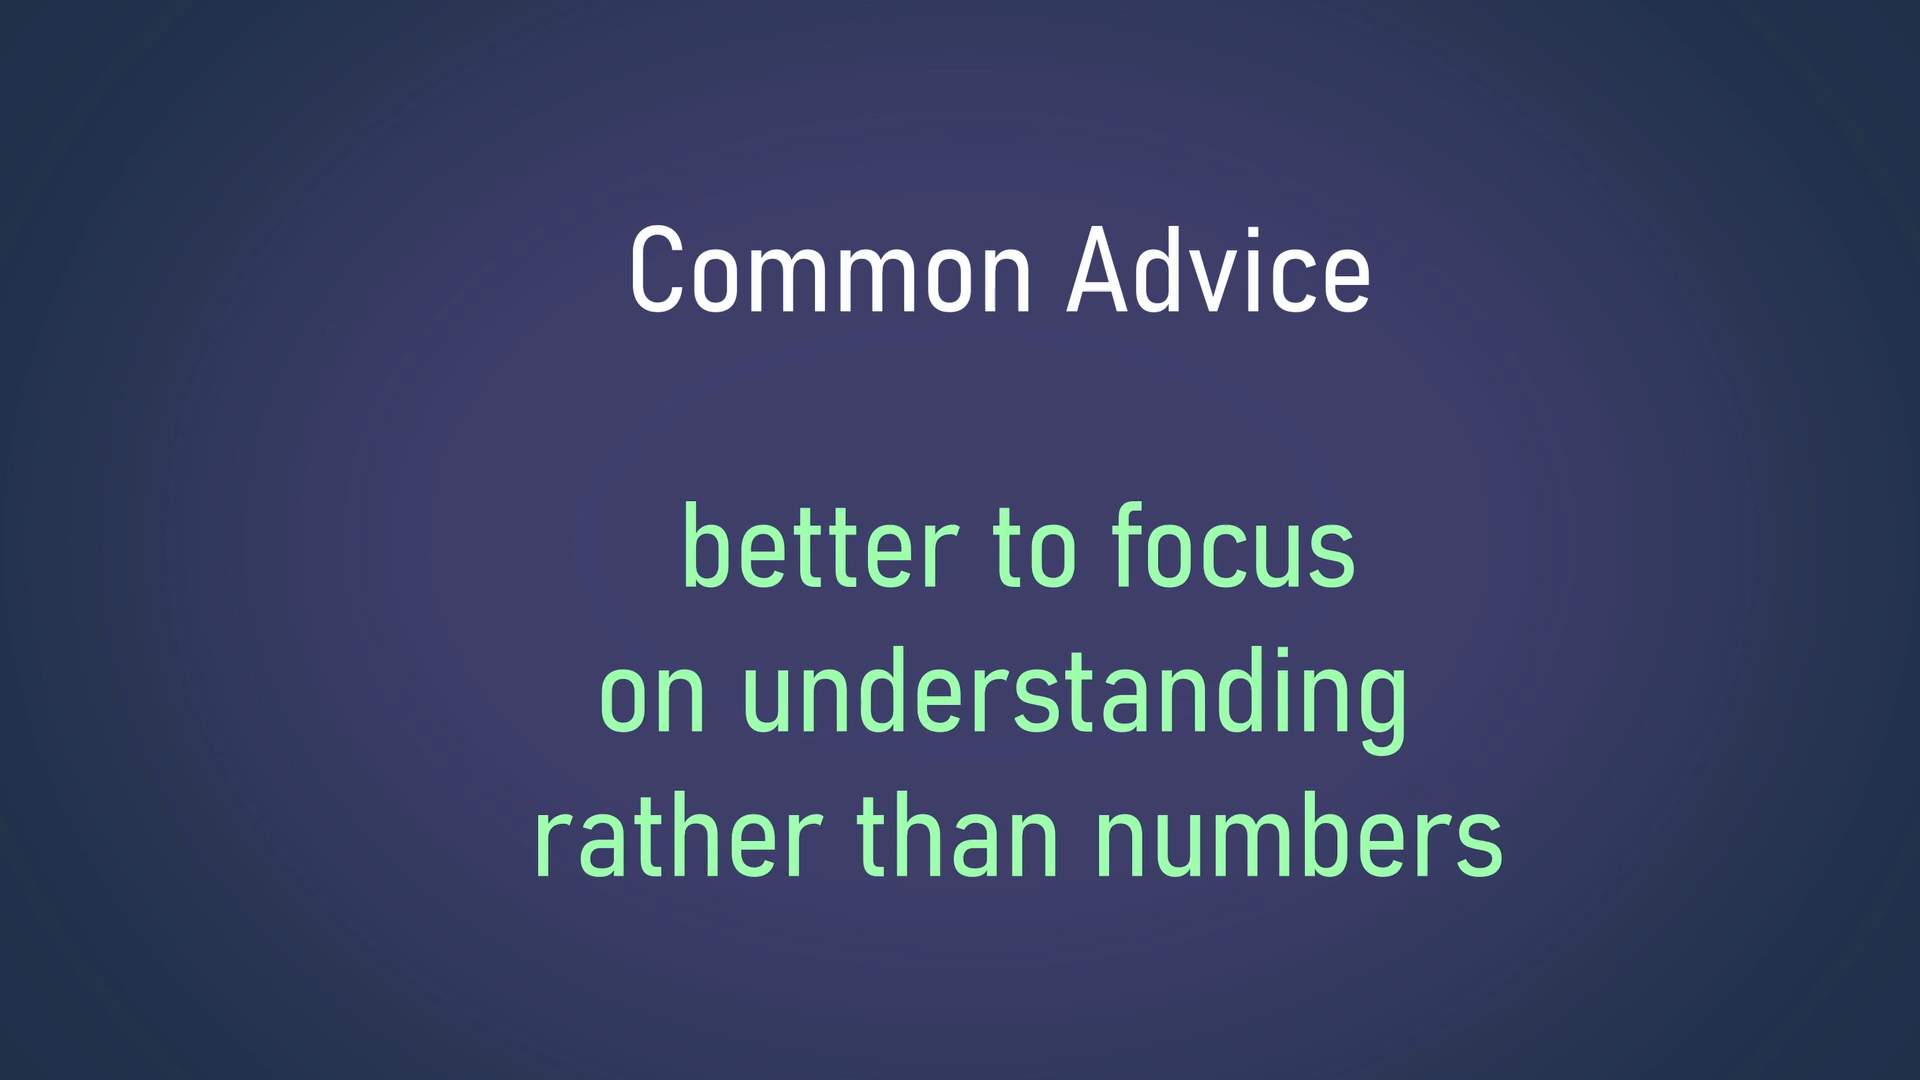 Common Advice
better to focus
on understanding
rather than numbers